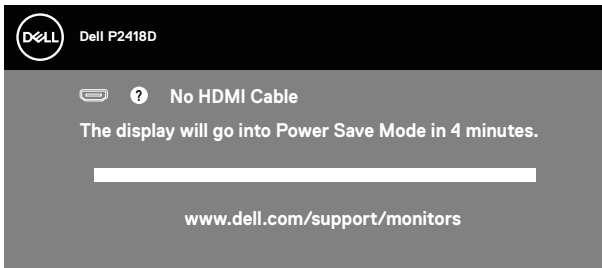 DELL
Dell P2418D
? No HDMI Cable
The display will go into Power Save Mode in 4 minutes.
www.dell.com/support/monitors